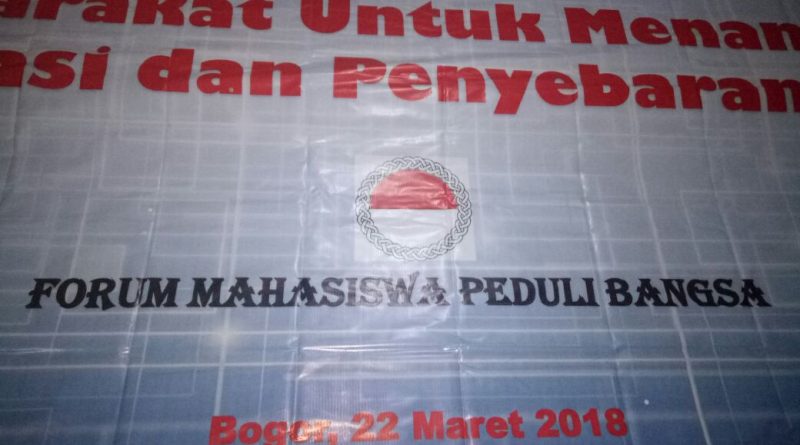 arakat Untuk Menan
asi dan Penyebaran
FORUM MAHASISWA PEDULI BANGSA
Bogor, 22 Maret 2018